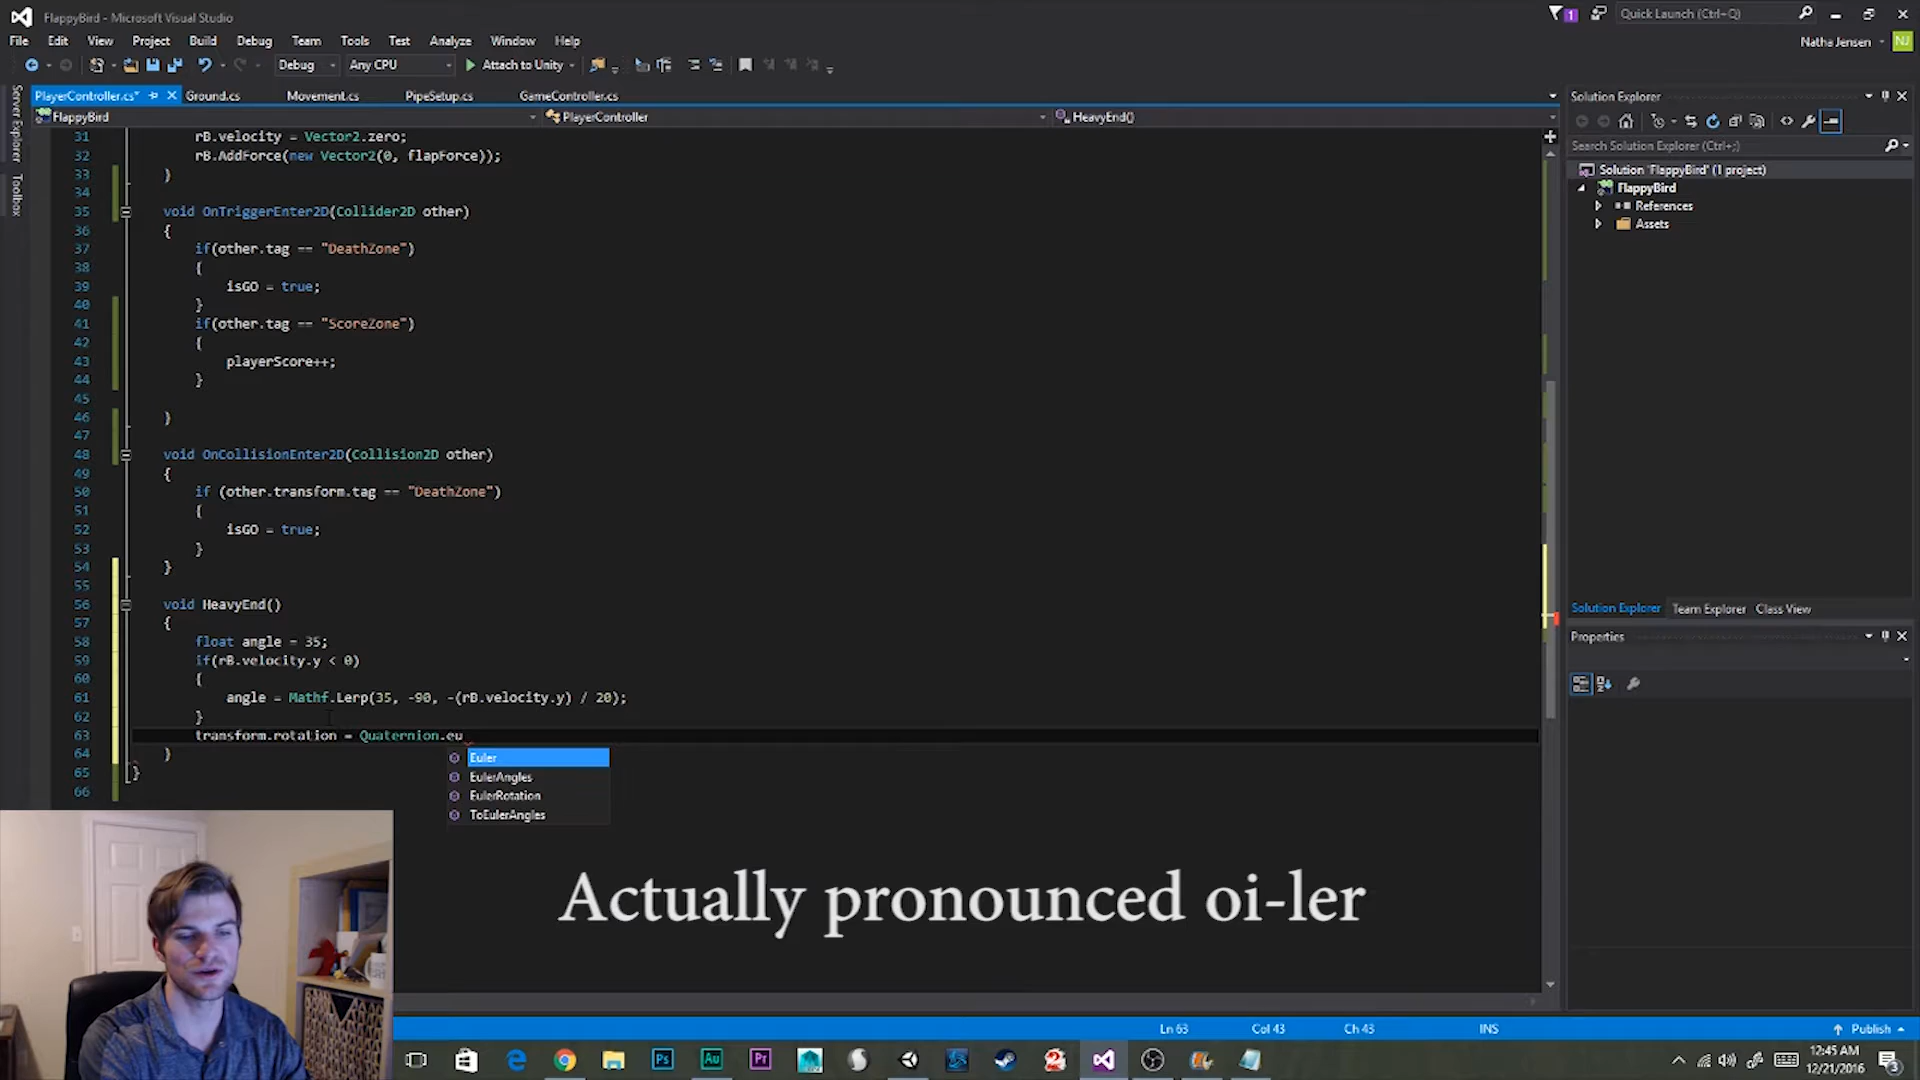 FlappyBird - Microsoft Visual Studio
1
Quick Launch (Ctrl+Q)
File Edit View Project Build Debug Team Tools Test Analyze Window Help
Natha Jensen NJ
Debug Any CPU Attach to Unity
Server Explorer
Toolbox
PlayerController.cs* Ground.cs Movement.cs PipeSetup.cs GameController.cs
FlappyBird PlayerController HeavyEnd()
31 rB.velocity = Vector2.zero;
32 rB.AddForce(new Vector2(0, flapForce));
33 }
34
35 void OnTriggerEnter2D(Collider2D other)
36 {
37 if(other.tag == "DeathZone")
38 {
39 isGO = true;
40 }
41 if(other.tag == "ScoreZone")
42 {
43 playerScore++;
44 }
45
46 }
47
48 void OnCollisionEnter2D(Collision2D other)
49 {
50 if (other.transform.tag == "DeathZone")
51 {
52 isGO = true;
53 }
54 }
55
56 void HeavyEnd()
57 {
58 float angle = 35;
59 if(rB.velocity.y < 0)
60 {
61 angle = Mathf.Lerp(35, -90, -(rB.velocity.y) / 20);
62 }
63 transform.rotation = Quaternion.eu
64 }
65 }
66
Euler
EulerAngles
EulerRotation
ToEulerAngles
Solution Explorer
Search Solution Explorer (Ctrl+;)
Solution 'FlappyBird' (1 project)
FlappyBird
References
Assets
Solution Explorer Team Explorer Class View
Properties
Actually pronounced oi-ler
Ln 63 Col 43 Ch 43 INS Publish
Ps Au Pr
12:45 AM
12/21/2016
3